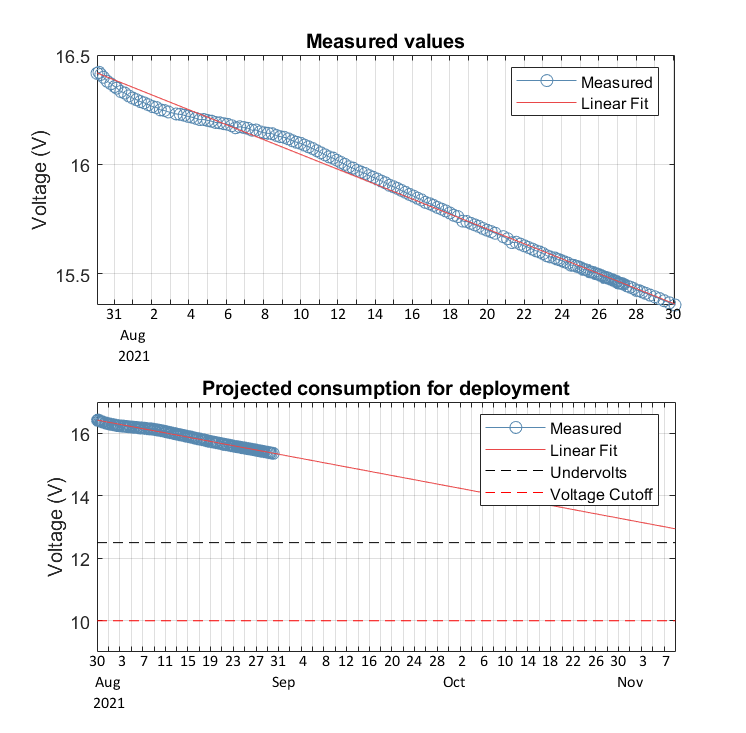 Measured values
Voltage (V)
16.5
16
15.5
Measured
Linear Fit
31 2 4 6 8 10 12 14 16 18 20 22 24 26 28 30
Aug
2021
Projected consumption for deployment
Voltage (V)
16
14
12
10
Measured
Linear Fit
Undervolts
Voltage Cutoff
30 3 7 11 15 19 23 27 31 4 8 12 16 20 24 28 2 6 10 14 18 22 26 30 3 7
Aug Sep Oct Nov
2021